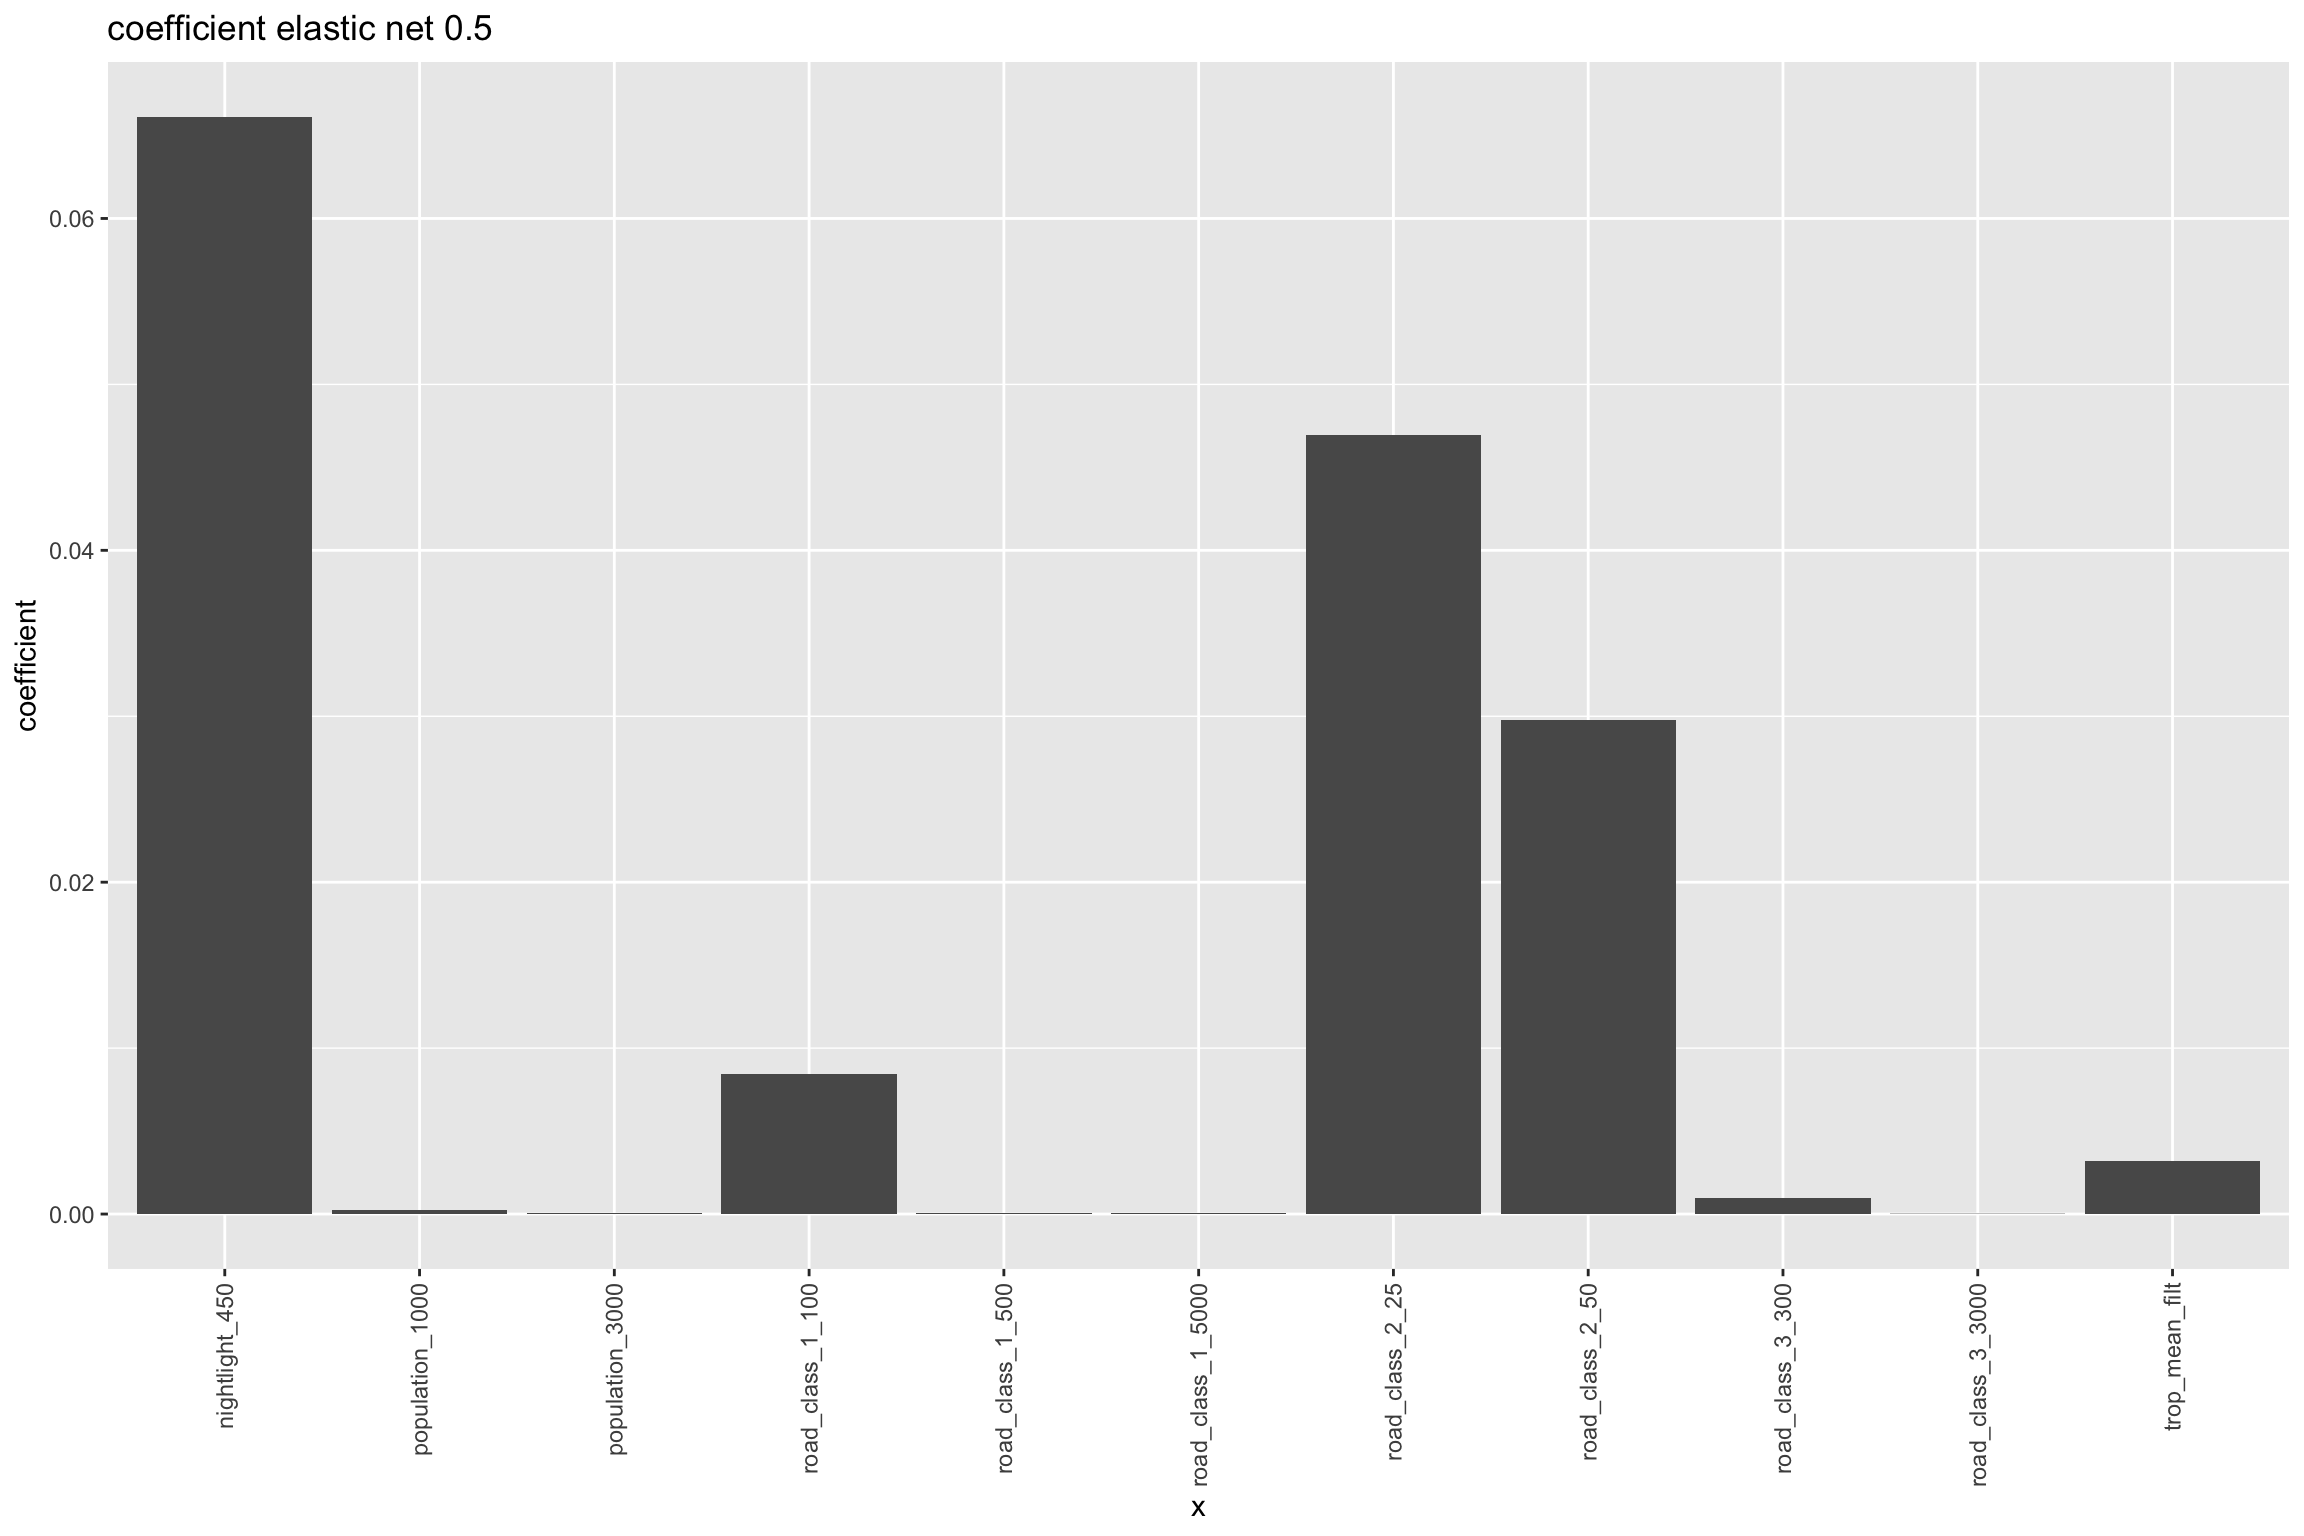 coefficient elastic net 0.5
coefficient
0.06
0.04
0.02
0.00
nightlight_450
population_1000
population_3000
road_class_1_100
road_class_1_500
road_class_1_5000
road_class_2_25
road_class_2_50
road_class_3_300
road_class_3_3000
trop_mean_filt
x